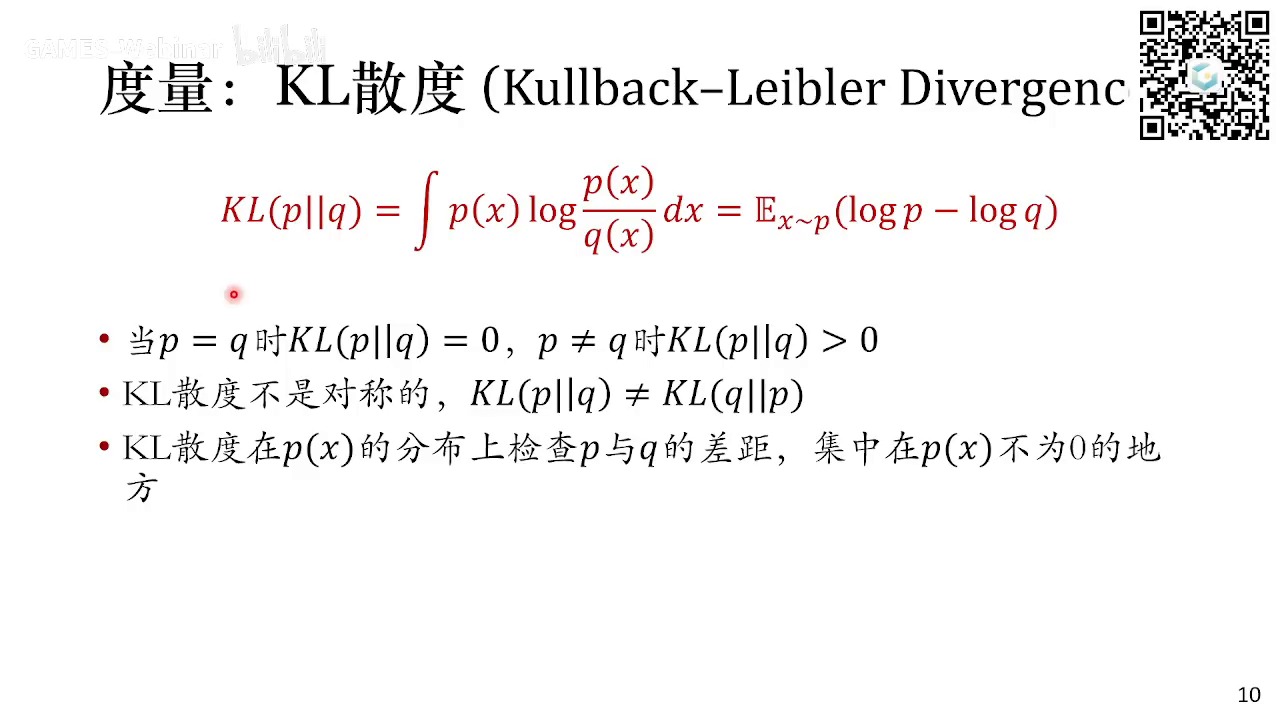 GAMES-Webinar bilibili
度量：KL散度 (Kullback–Leibler Divergenc
KL(p||q) = ∫ p(x) log p(x)/q(x) dx = 𝔼ₓ~ₚ(log p − log q)
• 当p = q时KL(p||q) = 0，p ≠ q时KL(p||q) > 0
• KL散度不是对称的，KL(p||q) ≠ KL(q||p)
• KL散度在p(x)的分布上检查p与q的差距，集中在p(x)不为0的地
方
10